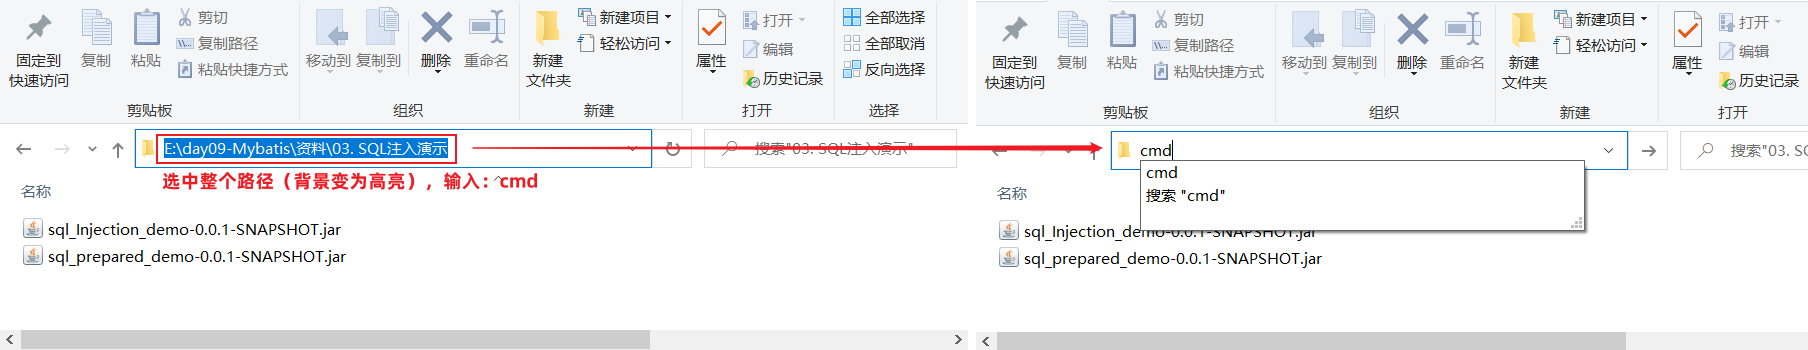 固定到
快速访问
复制
粘贴
剪切
复制路径
粘贴快捷方式
剪贴板
移动到
复制到
删除
重命名
组织
新建
文件夹
新建项目
轻松访问
新建
属性
打开
编辑
历史记录
打开
全部选择
全部取消
反向选择
选择
E:\day09-Mybatis\资料\03. SQL注入演示
搜索"03. SQL注入演示"
选中整个路径（背景变为高亮），输入：cmd
名称
sql_Injection_demo-0.0.1-SNAPSHOT.jar
sql_prepared_demo-0.0.1-SNAPSHOT.jar
固定到
快速访问
复制
粘贴
剪切
复制路径
粘贴快捷方式
剪贴板
移动到
复制到
删除
重命名
组织
新建
文件夹
新建项目
轻松访问
新建
属性
打开
编辑
历史记录
打开
cmd
搜索"03. S
cmd
搜索 "cmd"
名称
sql_Injection_demo-0.0.1-SNAPSHOT.jar
sql_prepared_demo-0.0.1-SNAPSHOT.jar